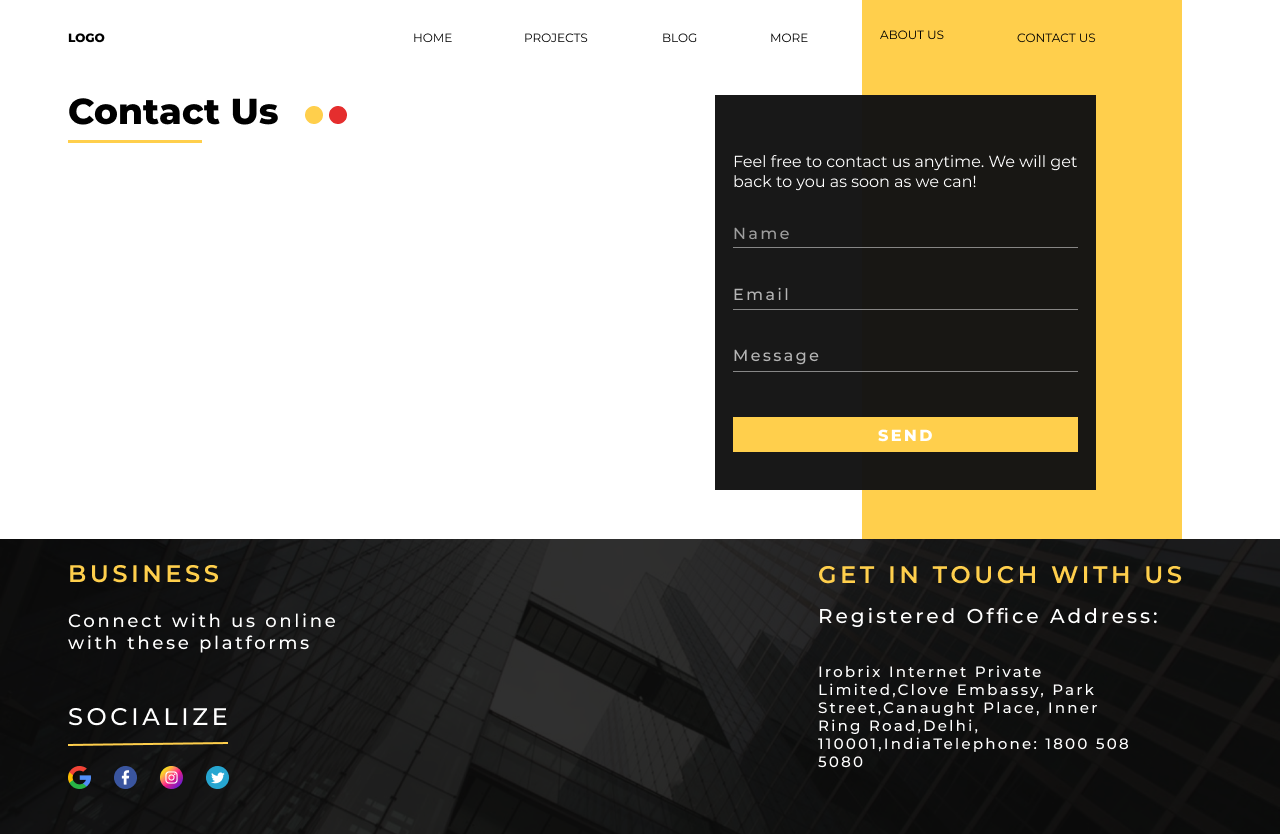 LOGO
HOME
PROJECTS
BLOG
MORE
ABOUT US
CONTACT US
Contact Us
Feel free to contact us anytime. We will get
back to you as soon as we can!
Name
Email
Message
SEND
BUSINESS
Connect with us online
with these platforms
SOCIALIZE
GET IN TOUCH WITH US
Registered Office Address:
Irobrix Internet Private
Limited,Clove Embassy, Park
Street,Canaught Place, Inner
Ring Road,Delhi,
110001,IndiaTelephone: 1800 508
5080